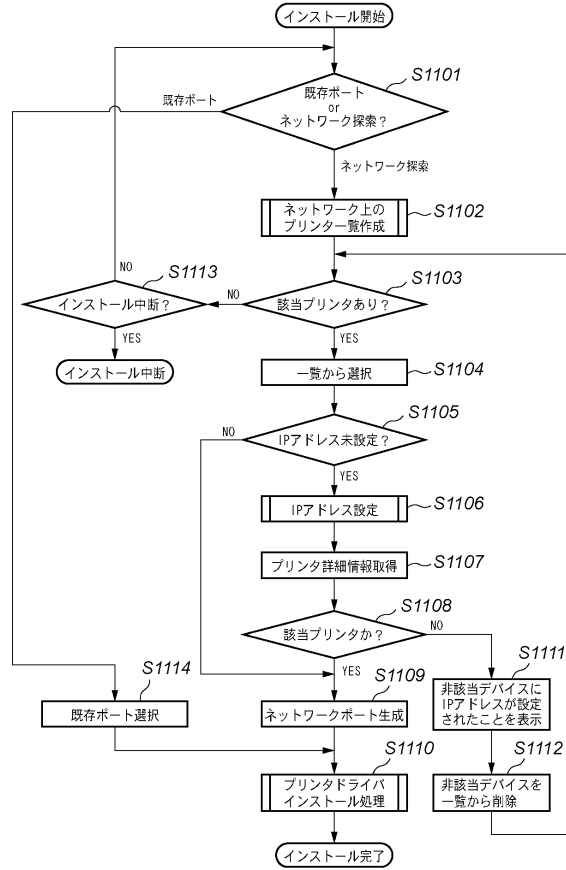 インストール開始
S1101
既存ポート
or
ネットワーク探索？
既存ポート
ネットワーク探索
ネットワーク上の
プリンター覧作成
S1102
S1103
該当プリンタあり？
NO
YES
S1113
インストール中断？
NO
YES
インストール中断
一覧から選択
S1104
S1105
IPアドレス未設定？
NO
YES
IPアドレス設定
S1106
プリンタ詳細情報取得
S1107
S1108
該当プリンタか？
NO
YES
S1109
ネットワークポート生成
S1111
非該当デバイスに
IPアドレスが設定
されたことを表示
S1114
既存ポート選択
S1110
プリンタドライバ
インストール処理
S1112
非該当デバイスを
一覧から削除
インストール完了